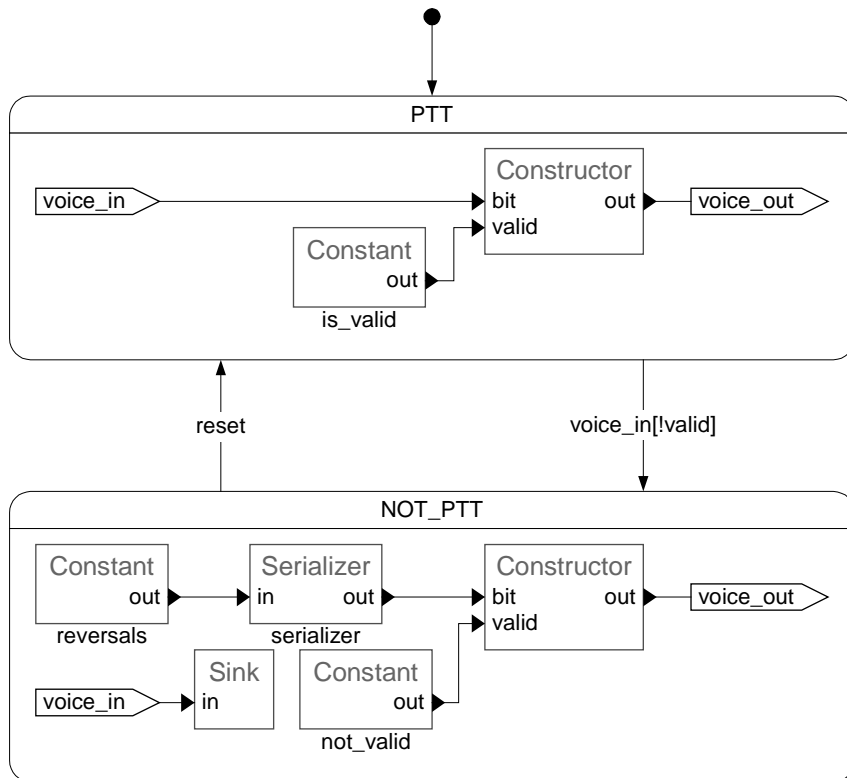 PTT
Constructor
voice_in
bit
out
voice_out
valid
Constant
out
is_valid
reset
voice_in[!valid]
NOT_PTT
Constant
out
reversals
Serializer
in
out
serializer
Constructor
bit
out
valid
voice_out
voice_in
Sink
in
Constant
out
not_valid